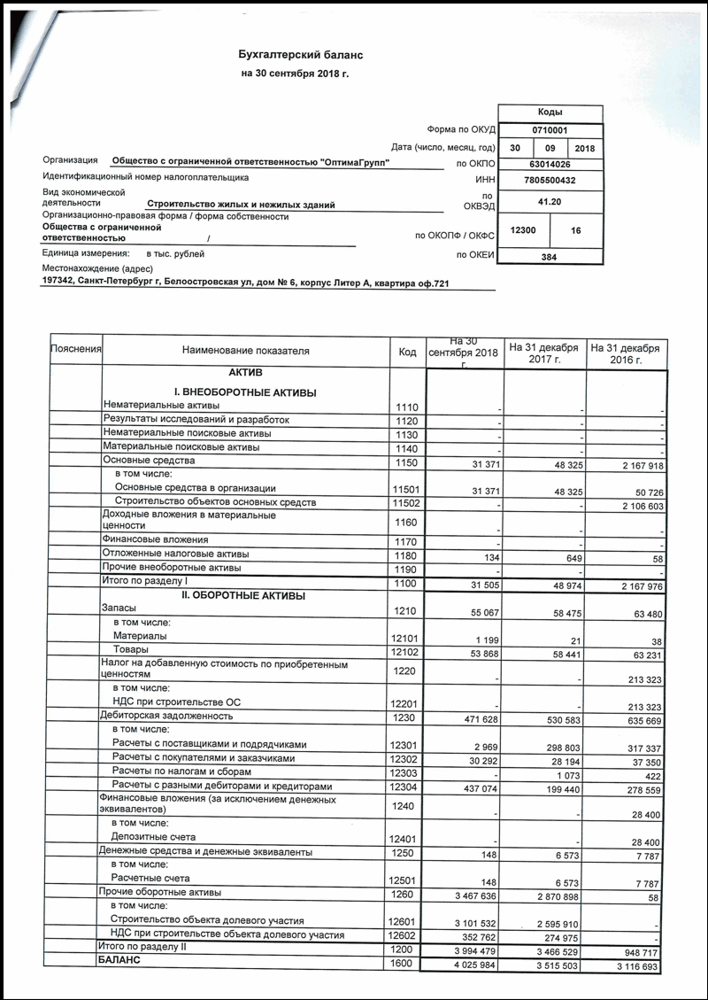 Бухгалтерский баланс
на 30 сентября 2018 г.
Коды
Форма по ОКУД 0710001
Дата (число, месяц, год) 30 09 2018
Организация Общество с ограниченной ответственностью "ОптимаГрупп" по ОКПО 63014026
Идентификационный номер налогоплательщика ИНН 7805500432
Вид экономической
деятельности Строительство жилых и нежилых зданий по ОКВЭД 41.20
Организационно-правовая форма / форма собственности
Общества с ограниченной
ответственностью / по ОКОПФ / ОКФС 12300 16
Единица измерения: в тыс. рублей по ОКЕИ 384
Местонахождение (адрес)
197342, Санкт-Петербург г, Белоостровская ул, дом № 6, корпус Литер А, квартира оф.721
Пояснения Наименование показателя Код На 30 сентября 2018 г. На 31 декабря 2017 г. На 31 декабря 2016 г.
АКТИВ
I. ВНЕОБОРОТНЫЕ АКТИВЫ
Нематериальные активы 1110 - - -
Результаты исследований и разработок 1120 - - -
Нематериальные поисковые активы 1130 - - -
Материальные поисковые активы 1140 - - -
Основные средства 1150 31 371 48 325 2 167 918
в том числе:
Основные средства в организации 11501 31 371 48 325 50 726
Строительство объектов основных средств 11502 - - 2 106 603
Доходные вложения в материальные
ценности 1160 - - -
Финансовые вложения 1170 - - -
Отложенные налоговые активы 1180 134 649 58
Прочие внеоборотные активы 1190 - - -
Итого по разделу I 1100 31 505 48 974 2 167 976
II. ОБОРОТНЫЕ АКТИВЫ
Запасы 1210 55 067 58 475 63 480
в том числе:
Материалы 12101 1 199 21 38
Товары 12102 53 868 58 441 63 231
Налог на добавленную стоимость по приобретенным
ценностям 1220 - - 213 323
в том числе:
НДС при строительстве ОС 12201 - - 213 323
Дебиторская задолженность 1230 471 628 530 583 635 669
в том числе:
Расчеты с поставщиками и подрядчиками 12301 2 969 298 803 317 337
Расчеты с покупателями и заказчиками 12302 30 292 28 194 37 350
Расчеты по налогам и сборам 12303 - 1 073 422
Расчеты с разными дебиторами и кредиторами 12304 437 074 199 440 278 559
Финансовые вложения (за исключением денежных
эквивалентов) 1240 - - 28 400
в том числе:
Депозитные счета 12401 - - 28 400
Денежные средства и денежные эквиваленты 1250 148 6 573 7 787
в том числе:
Расчетные счета 12501 148 6 573 7 787
Прочие оборотные активы 1260 3 467 636 2 870 898 58
в том числе:
Строительство объекта долевого участия 12601 3 101 532 2 595 910 -
НДС при строительстве объекта долевого участия 12602 352 762 274 975 -
Итого по разделу II 1200 3 994 479 3 466 529 948 717
БАЛАНС 1600 4 025 984 3 515 503 3 116 693